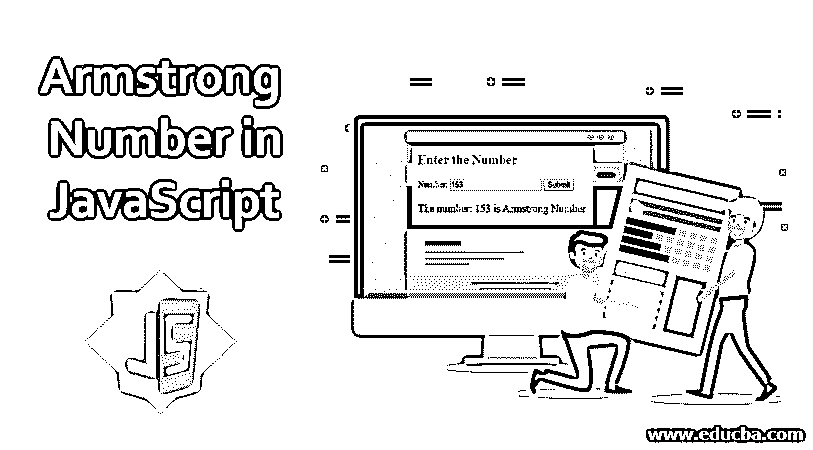 Armstrong
Number in
JavaScript
Enter the Number
Number: 153 Submit
The number: 153 is Armstrong Number
JS
www.educba.com